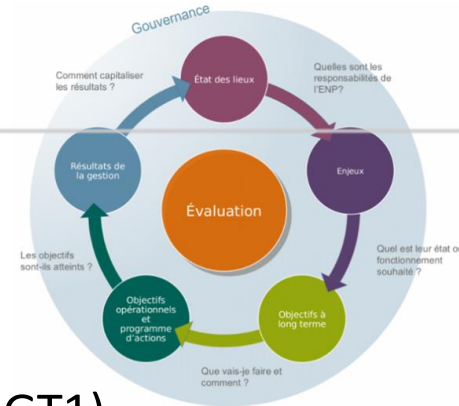 Gouvernance
État des lieux
Comment capitaliser
les résultats ?
Quelles sont les
responsabilités de
l'ENP?
Résultats de
la gestion
Enjeux
Évaluation
Quel est leur état o
fonctionnement
souhaité ?
Les objectifs
sont-ils atteints ?
Objectifs
opérationnels
et
programme
d'actions
Objectifs à
long terme
Que vais-je faire et
comment ?
GT1)